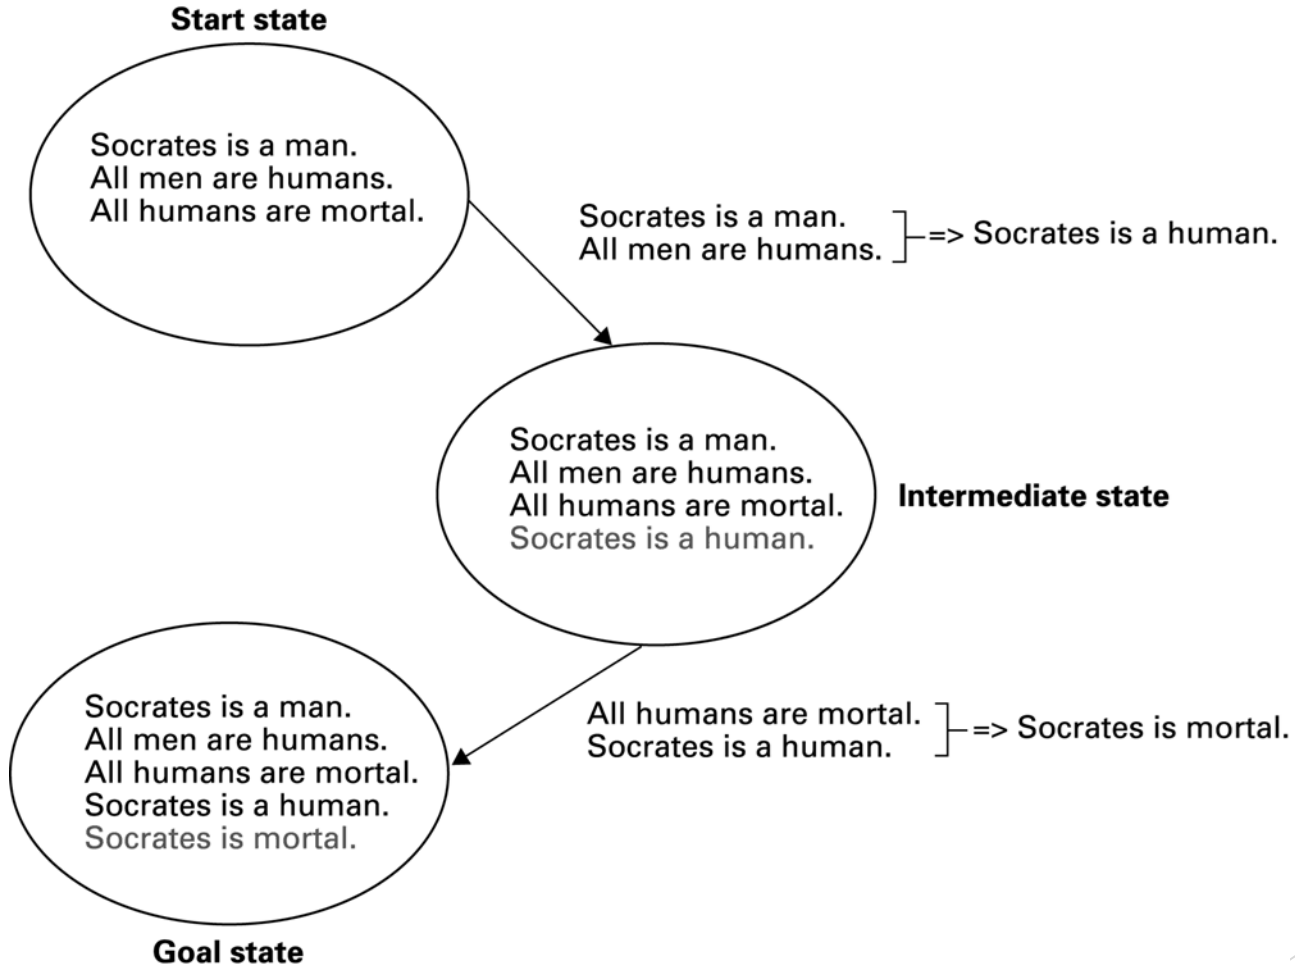 Start state
Socrates is a man.
All men are humans.
All humans are mortal.
Socrates is a man.
All men are humans.
=> Socrates is a human.
Socrates is a man.
All men are humans.
All humans are mortal.
Socrates is a human.
Intermediate state
All humans are mortal.
Socrates is a human.
=> Socrates is mortal.
Socrates is a man.
All men are humans.
All humans are mortal.
Socrates is a human.
Socrates is mortal.
Goal state